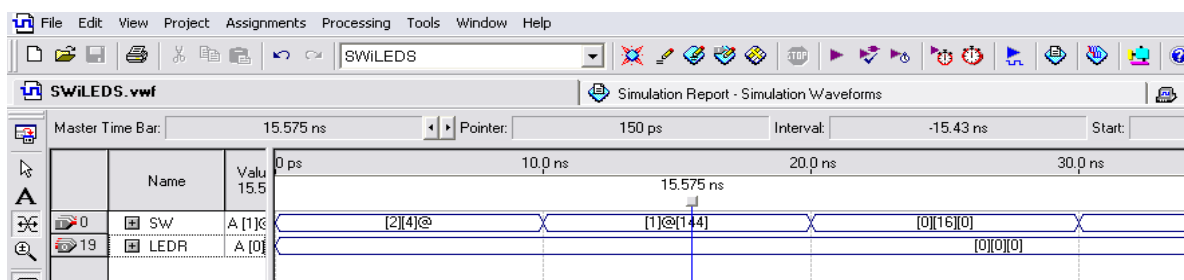 File Edit View Project Assignments Processing Tools Window Help
SWiLEDS
STOP
SWiLEDS.vwf
Simulation Report - Simulation Waveforms
Master Time Bar: 15.575 ns Pointer: 150 ps Interval: -15.43 ns Start:
Name Valu 15.5 0 ps 10.0 ns 20.0 ns 30.0 ns
15.575 ns
0 SW A [1]@ [2][4]@ [1]@[144] [0][16][0]
19 LEDR A [0] [0][0][0]
A